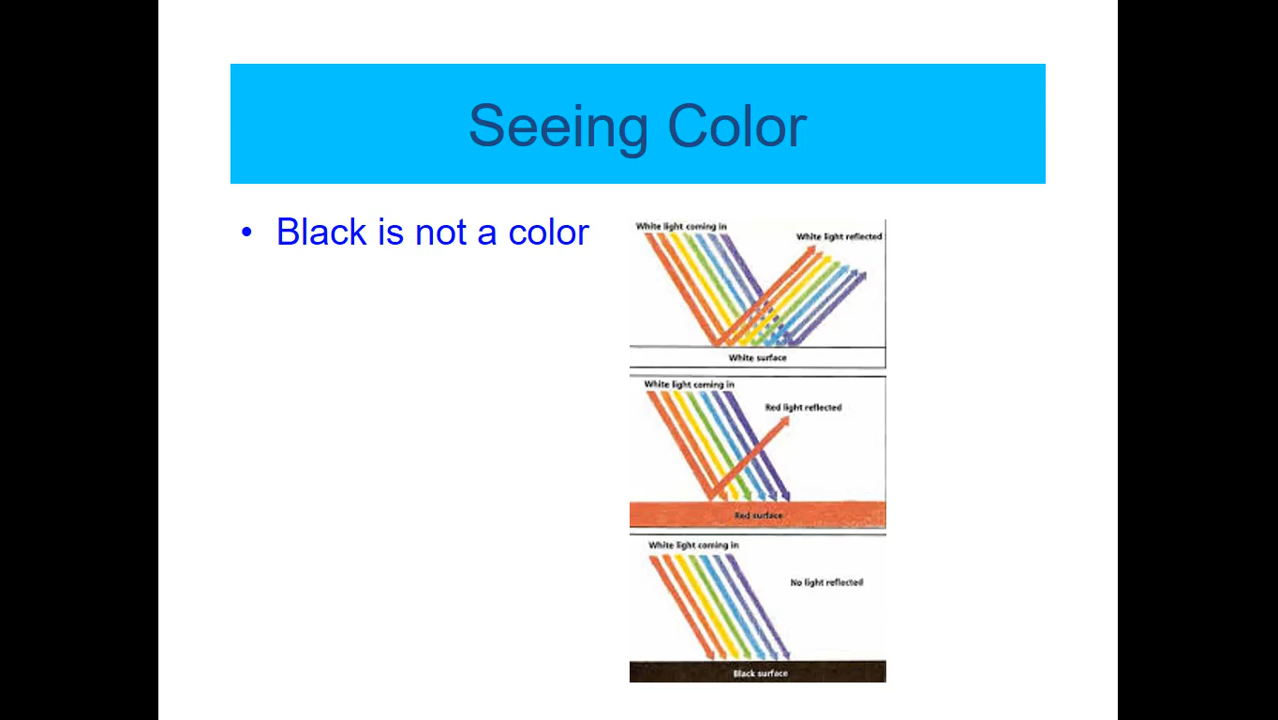 Seeing Color
• Black is not a color
White light coming in
White light reflected
White surface
White light coming in
Red light reflected
Red surface
White light coming in
No light reflected
Black surface